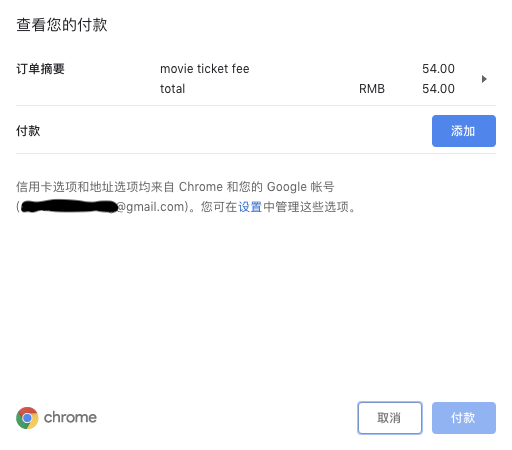 查看您的付款
订单摘要 movie ticket fee 54.00
total RMB 54.00
付款 添加
信用卡选项和地址选项均来自 Chrome 和您的 Google 帐号
(@gmail.com)。您可在设置中管理这些选项。
chrome 取消 付款